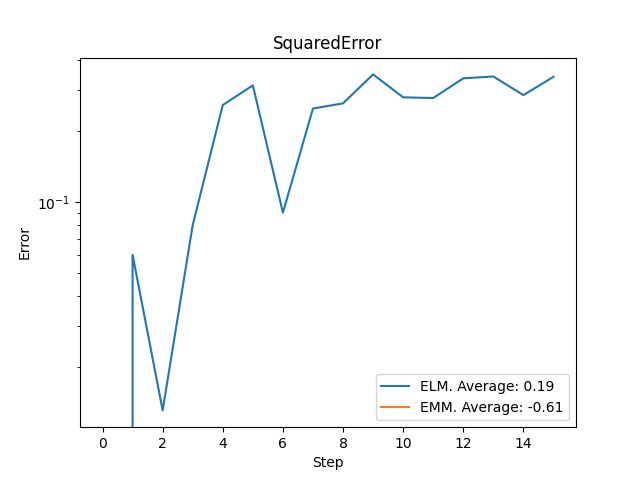 SquaredError
Error
10⁻¹
ELM. Average: 0.19
EMM. Average: -0.61
0 2 4 6 8 10 12 14
Step